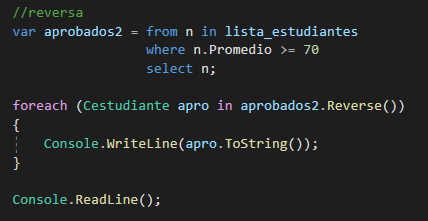 //reversa
var aprobados2 = from n in lista_estudiantes
                 where n.Promedio >= 70
                 select n;

foreach (Cestudiante apro in aprobados2.Reverse())
{
    Console.WriteLine(apro.ToString());
}

Console.ReadLine();